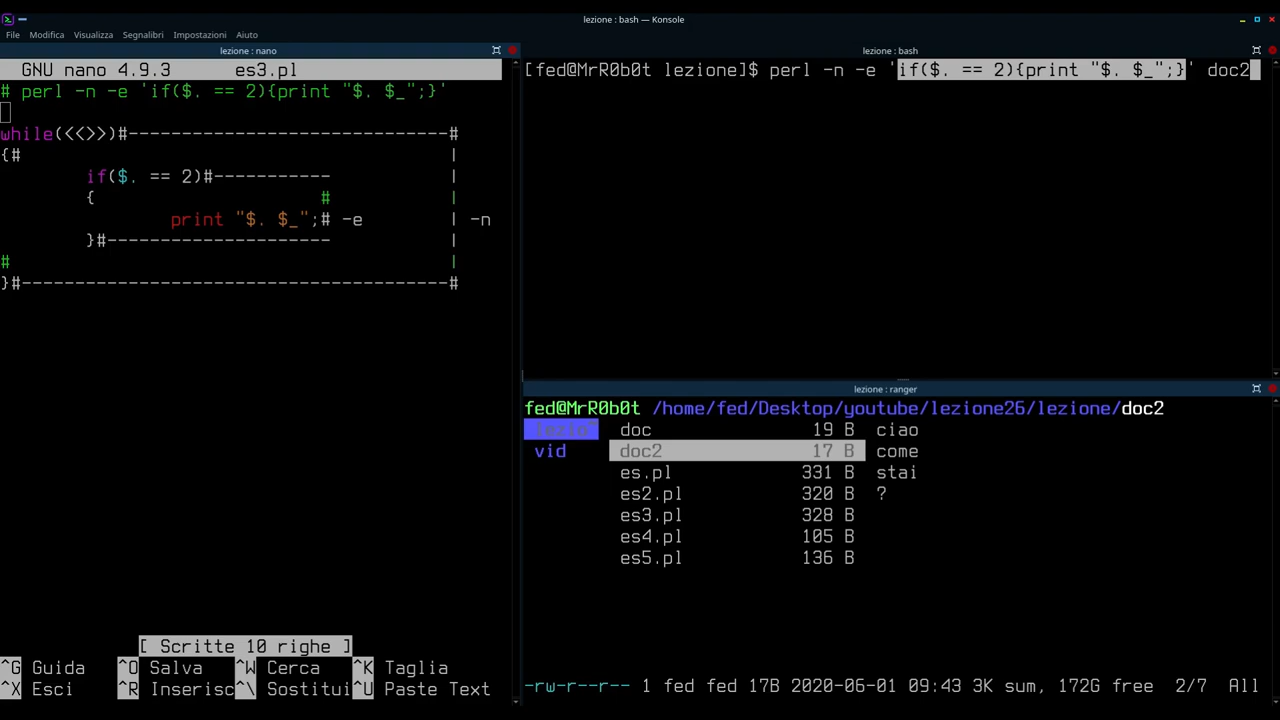 lezione : bash — Konsole
File Modifica Visualizza Segnalibri Impostazioni Aiuto
lezione : nano
GNU nano 4.9.3 es3.pl
# perl -n -e 'if($. == 2){print "$. $_";}'
while(<<>>)#------------------------------#
{# |
if($. == 2)#----------- |
{ # |
print "$. $_";# -e | -n
}#--------------------- |
# |
}#----------------------------------------#
[ Scritte 10 righe ]
^G Guida ^O Salva ^W Cerca ^K Taglia
^X Esci ^R Inserisc^\ Sostitui^U Paste Text
lezione : bash
[fed@MrR0b0t lezione]$ perl -n -e 'if($. == 2){print "$. $_";}' doc2
lezione : ranger
fed@MrR0b0t /home/fed/Desktop/youtube/lezione26/lezione/doc2
lezio~ doc 19 B ciao
vid doc2 17 B come
es.pl 331 B stai
es2.pl 320 B ?
es3.pl 328 B
es4.pl 105 B
es5.pl 136 B
-rw-r--r-- 1 fed fed 17B 2020-06-01 09:43 3K sum, 172G free 2/7 All